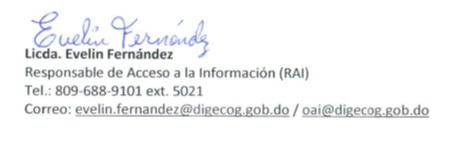 Evelin Fernández
Licda. Evelin Fernández
Responsable de Acceso a la Información (RAI)
Tel.: 809-688-9101 ext. 5021
Correo: evelin.fernandez@digecog.gob.do / oai@digecog.gob.do